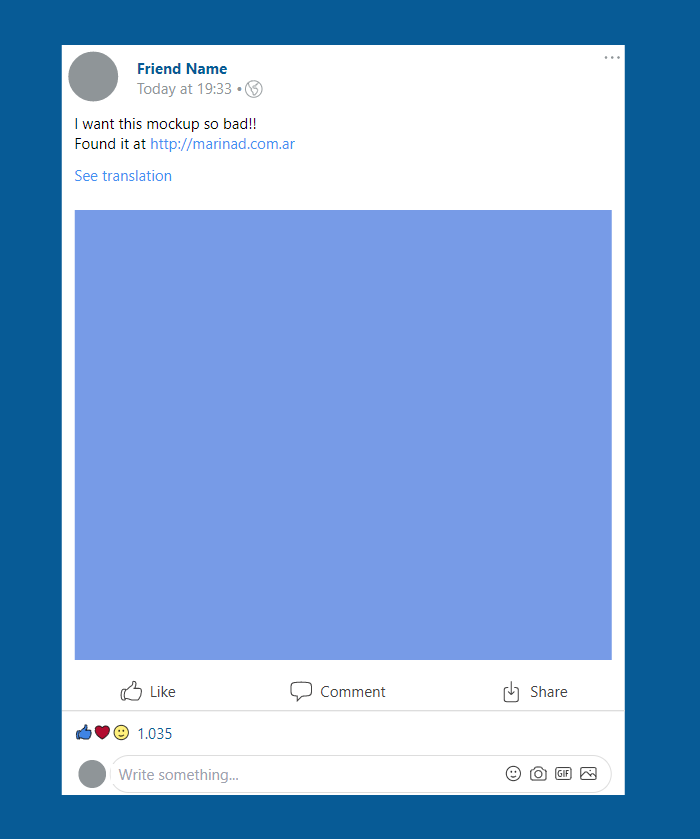 Friend Name
Today at 19:33 •
I want this mockup so bad!!
Found it at http://marinad.com.ar
See translation
Like
Comment
Share
1.035
Write something...
GIF